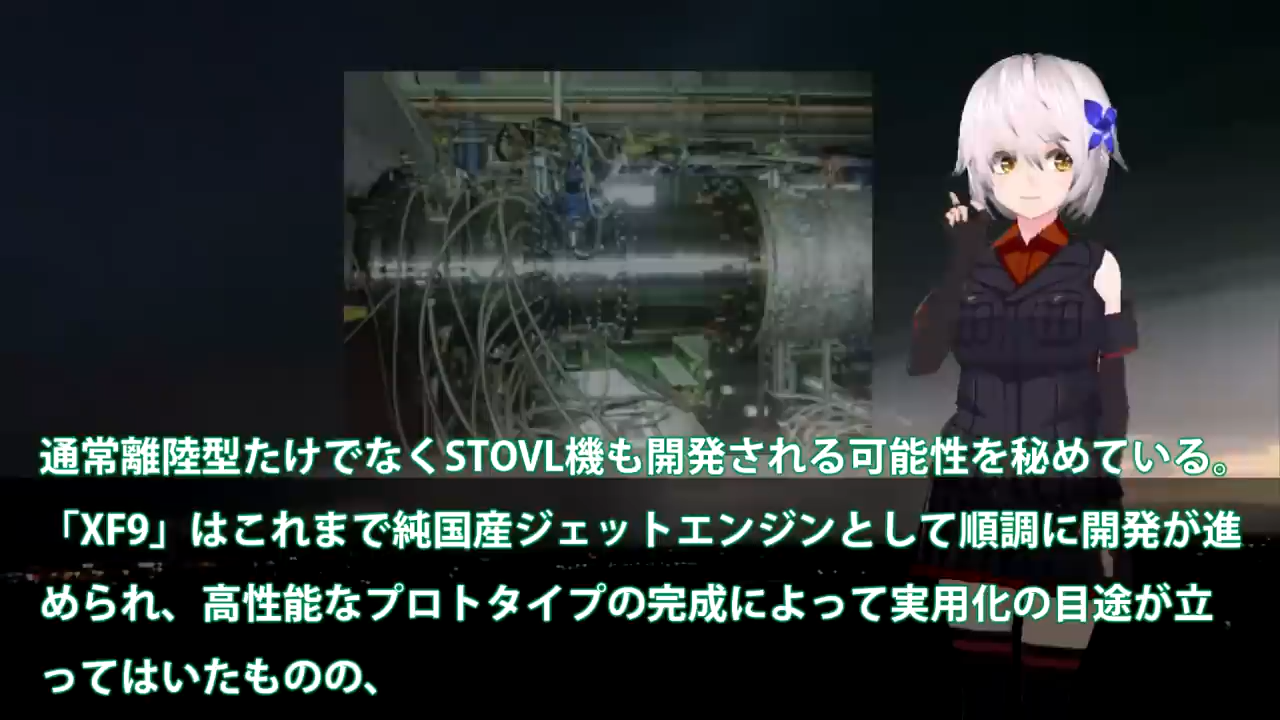 通常離陸型たけでなくSTOVL機も開発される可能性を秘めている。
「XF9」はこれまで純国産ジェットエンジンとして順調に開発が進
められ、高性能なプロトタイプの完成によって実用化の目途が立
ってはいたものの、